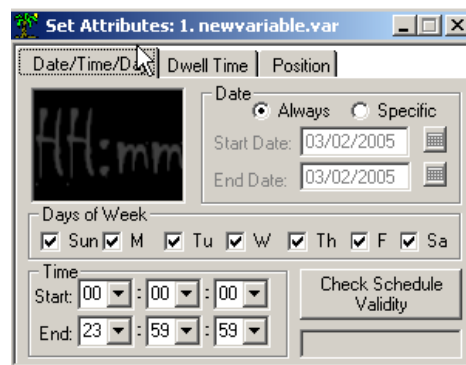 Set Attributes: 1. newvariable.var
Date/Time/Da Dwell Time Position
HH:mm
Date
Always Specific
Start Date: 03/02/2005
End Date: 03/02/2005
Days of Week
Sun M Tu W Th F Sa
Time
Start: 00 : 00 : 00
End: 23 : 59 : 59
Check Schedule
Validity